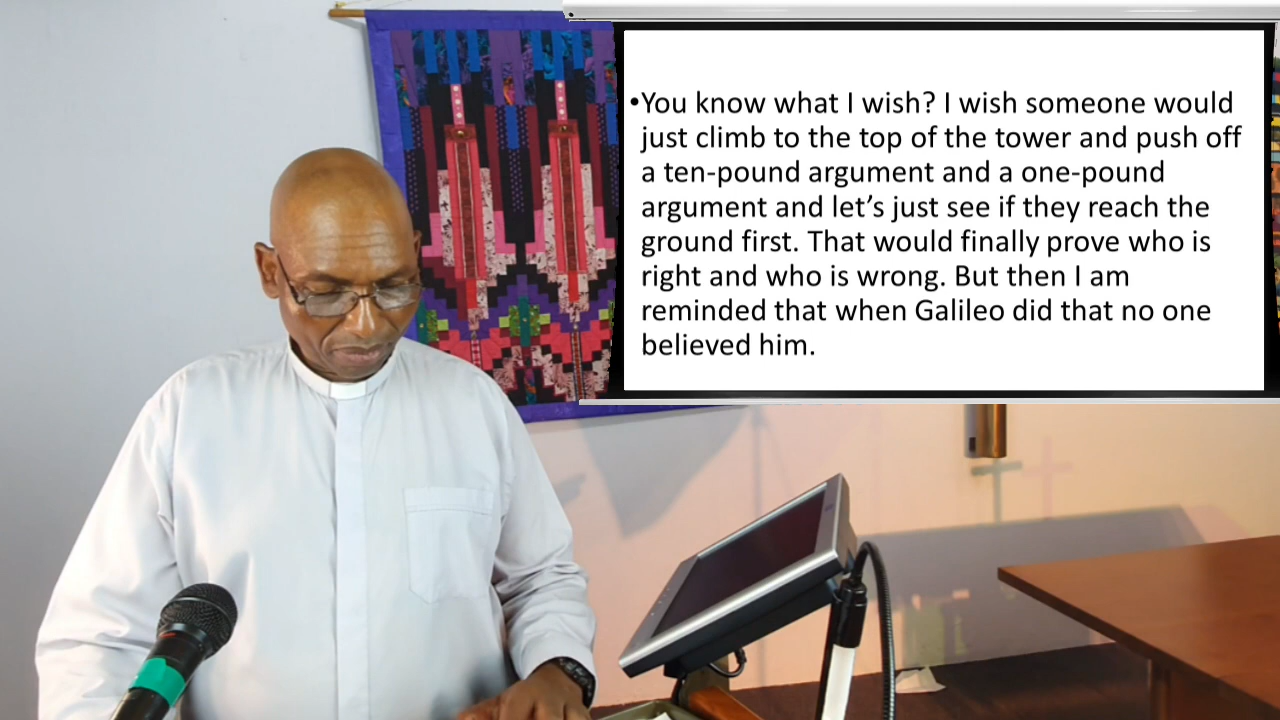 •You know what I wish? I wish someone would
just climb to the top of the tower and push off
a ten-pound argument and a one-pound
argument and let’s just see if they reach the
ground first. That would finally prove who is
right and who is wrong. But then I am
reminded that when Galileo did that no one
believed him.